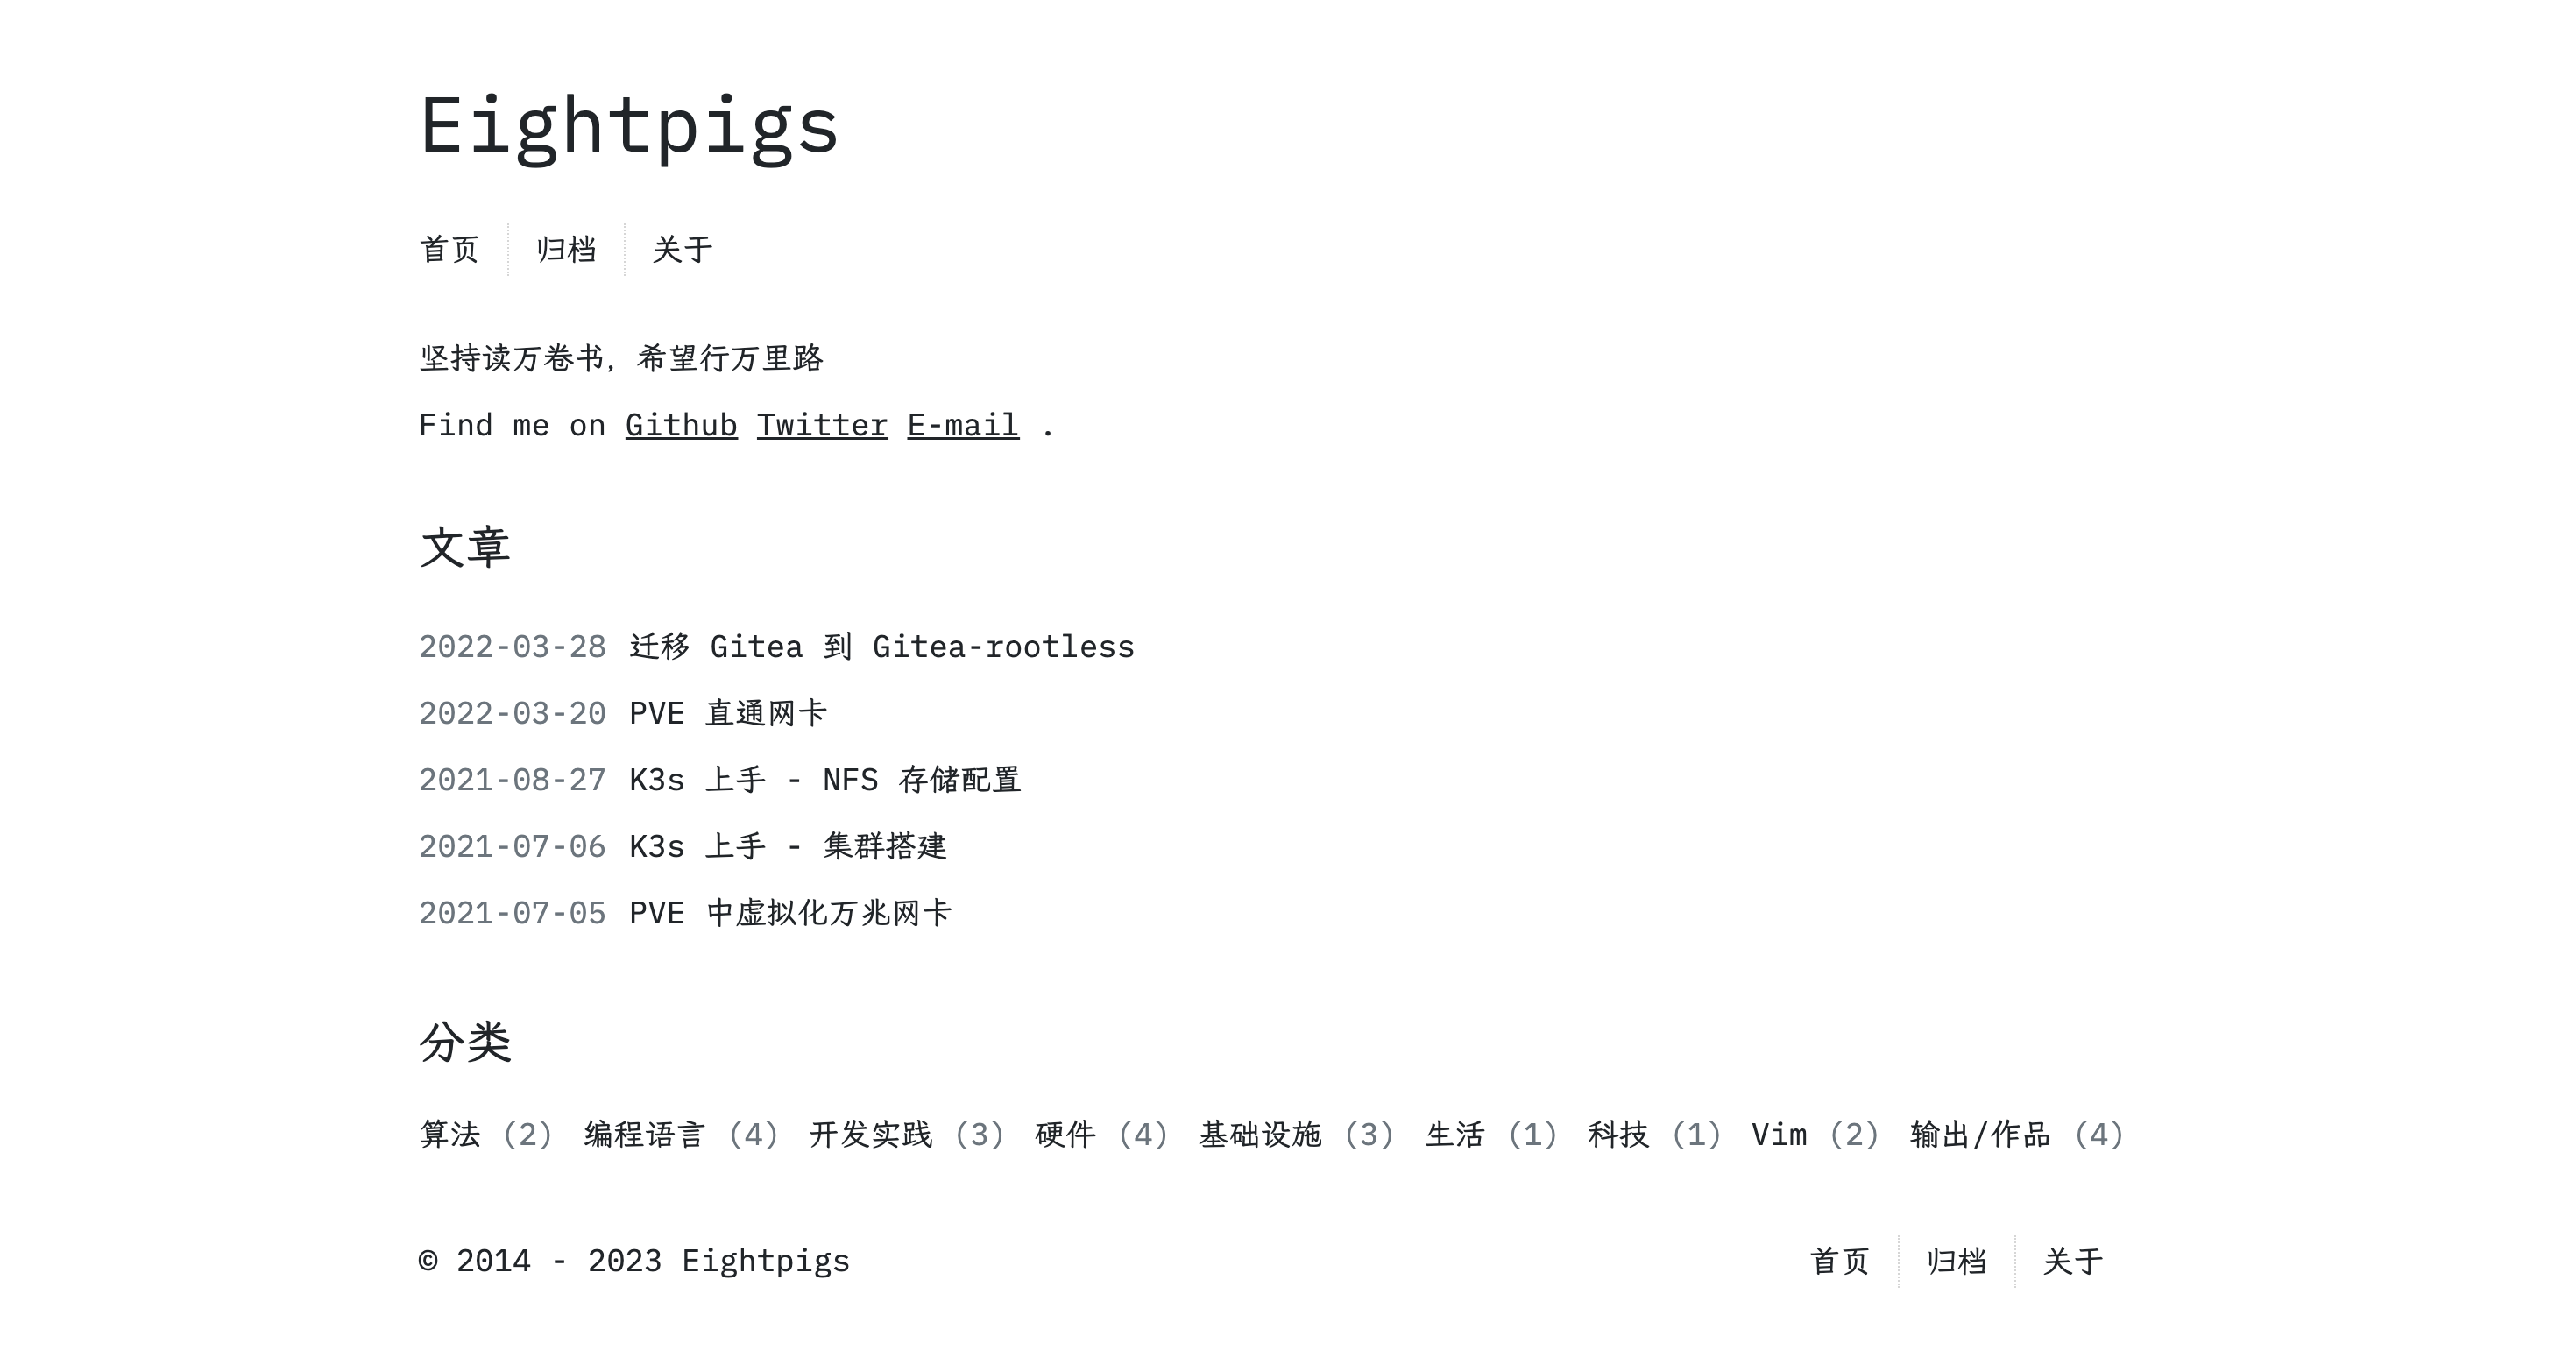 Eightpigs
首页 归档 关于
坚持读万卷书，希望行万里路
Find me on Github Twitter E-mail .
文章
2022-03-28 迁移 Gitea 到 Gitea-rootless
2022-03-20 PVE 直通网卡
2021-08-27 K3s 上手 - NFS 存储配置
2021-07-06 K3s 上手 - 集群搭建
2021-07-05 PVE 中虚拟化万兆网卡
分类
算法 (2) 编程语言 (4) 开发实践 (3) 硬件 (4) 基础设施 (3) 生活 (1) 科技 (1) Vim (2) 输出/作品 (4)
© 2014 - 2023 Eightpigs 首页 归档 关于